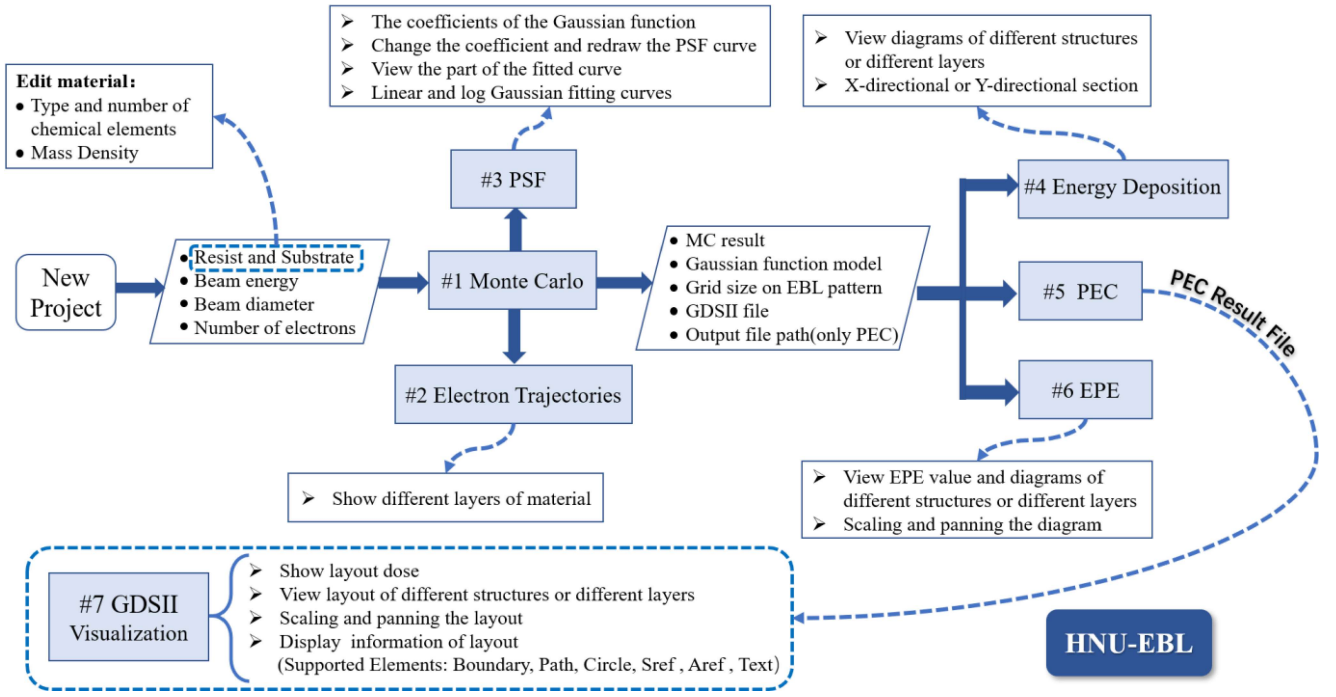 The coefficients of the Gaussian function
Change the coefficient and redraw the PSF curve
View the part of the fitted curve
Linear and log Gaussian fitting curves
View diagrams of different structures
or different layers
X-directional or Y-directional section
Edit material:
Type and number of
chemical elements
Mass Density
#3 PSF
#4 Energy Deposition
New
Project
Resist and Substrate
Beam energy
Beam diameter
Number of electrons
#1 Monte Carlo
MC result
Gaussian function model
Grid size on EBL pattern
GDSII file
Output file path(only PEC)
#5 PEC
PEC Result File
#2 Electron Trajectories
#6 EPE
Show different layers of material
View EPE value and diagrams of
different structures or different layers
Scaling and panning the diagram
#7 GDSII
Visualization
Show layout dose
View layout of different structures or different layers
Scaling and panning the layout
Display information of layout
(Supported Elements: Boundary, Path, Circle, Sref , Aref , Text)
HNU-EBL